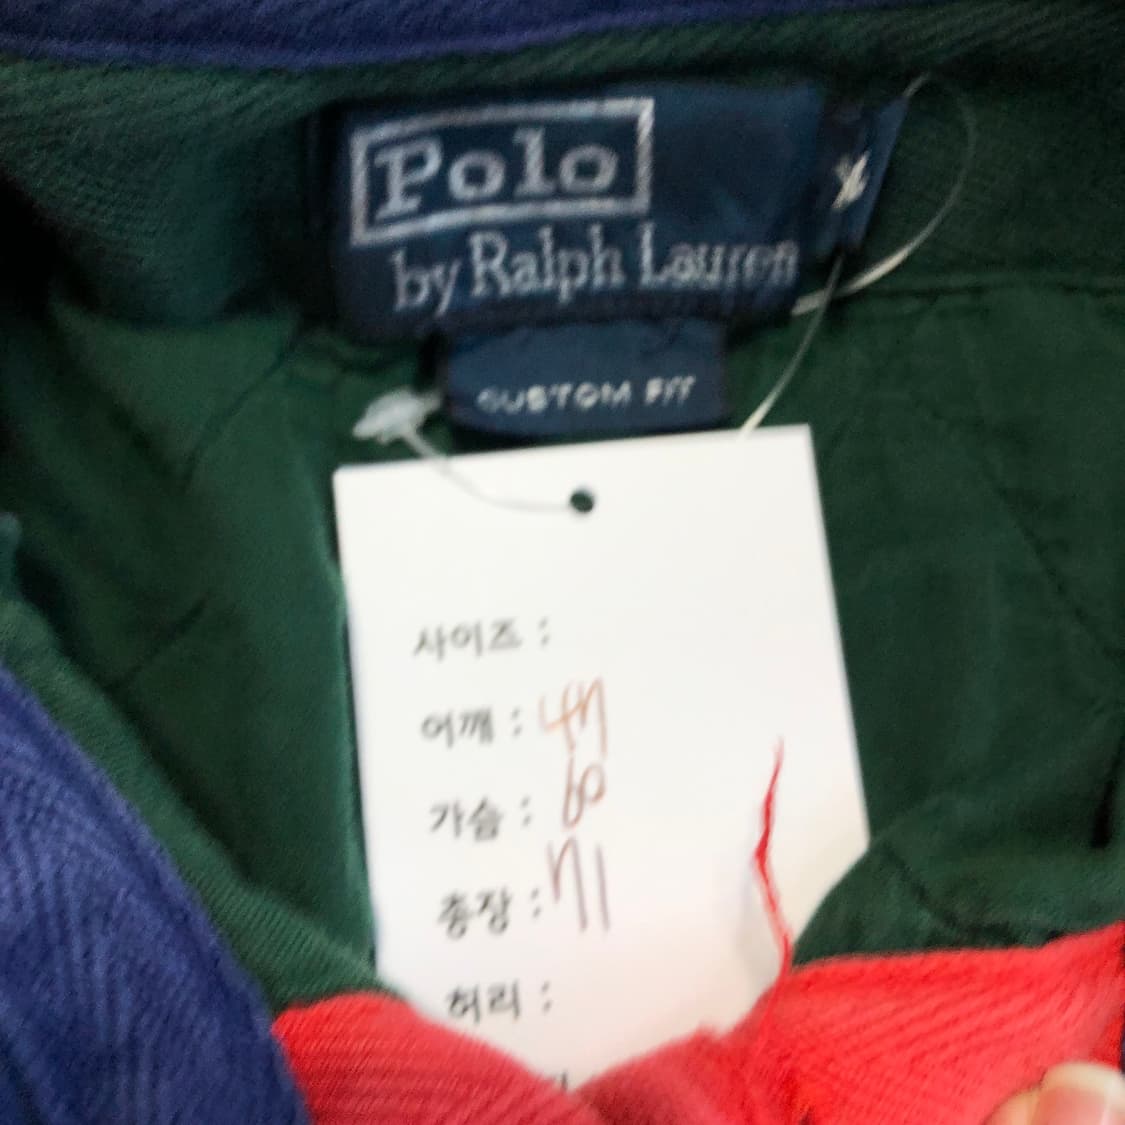 Polo
by Ralph Lauren
CUSTOM FIT
사이즈 :
어깨 : 47
가슴 : 60
총장 : 71
허리 :